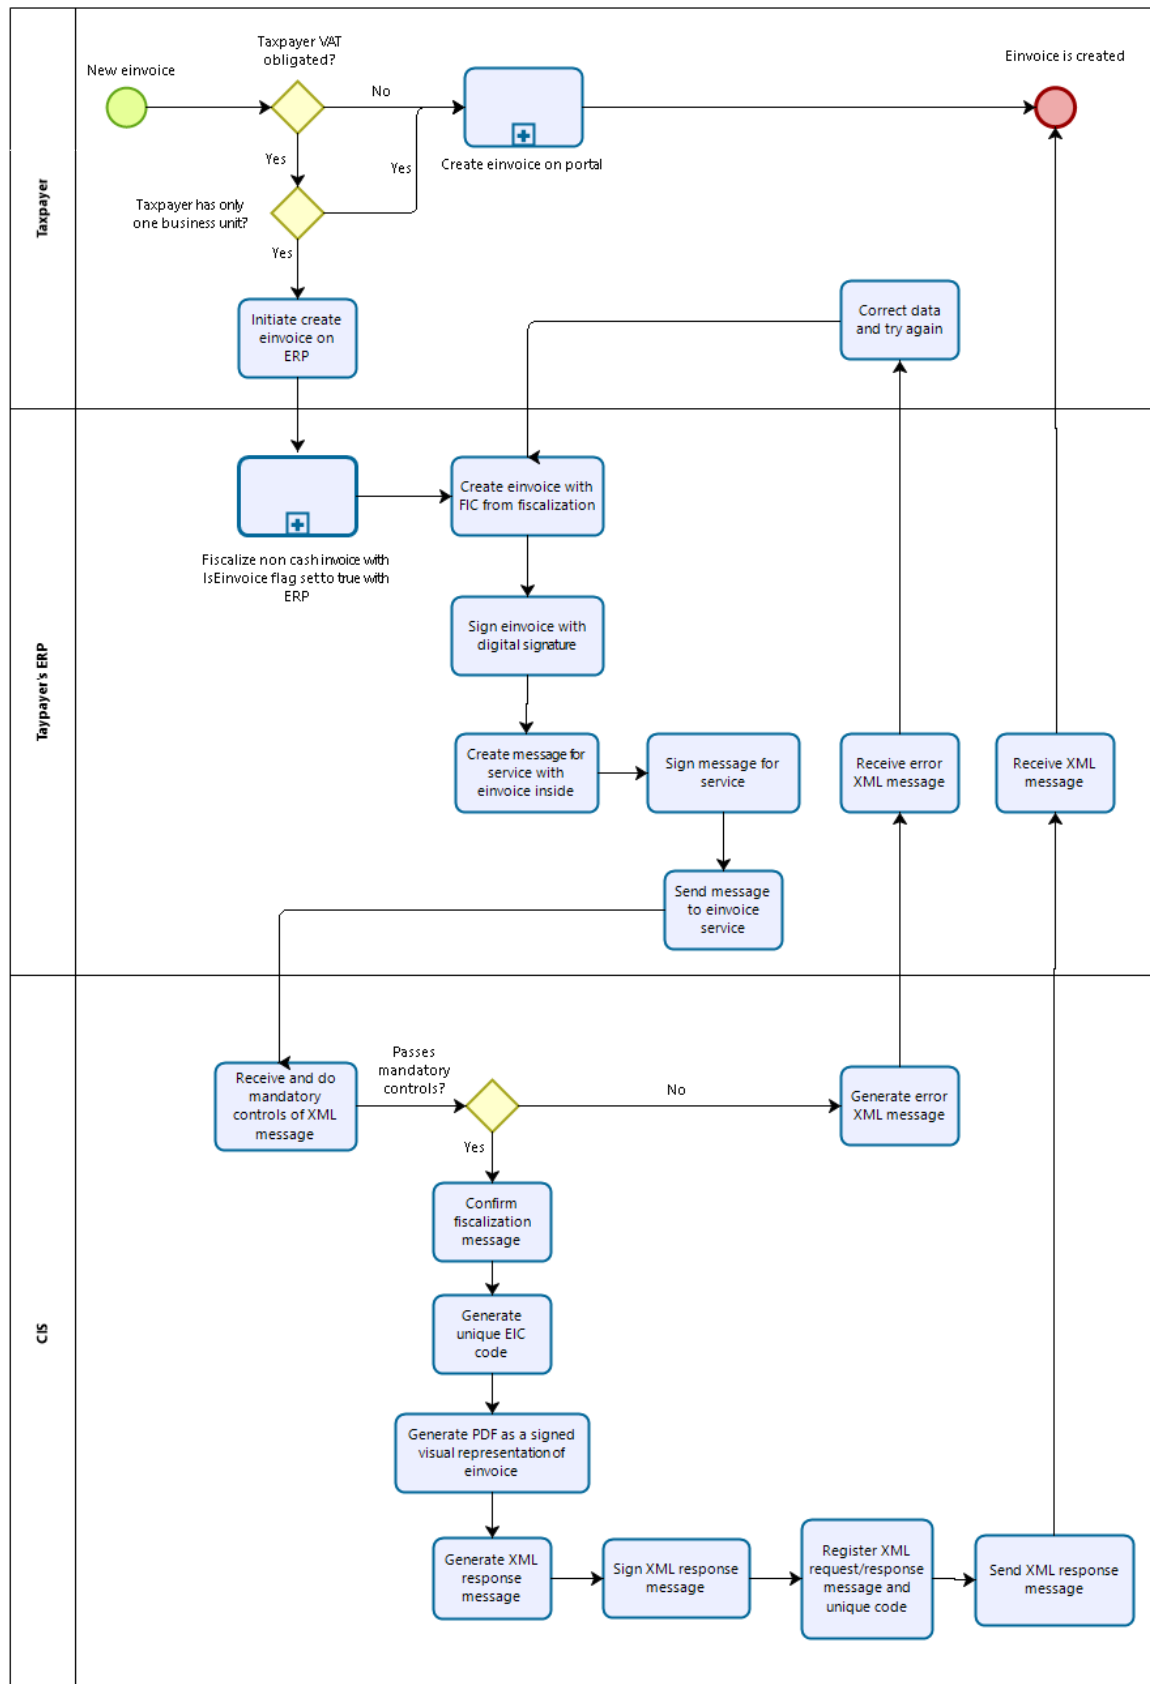 Taxpayer
New einvoice
Taxpayer VAT
obligated?
No
Yes
Taxpayer has only
one business unit?
Yes
Yes
Create einvoice on portal
Einvoice is created
Initiate create
einvoice on
ERP
Correct data
and try again
Taypayer's ERP
Fiscalize non cash invoice with
IsEinvoice flag set to true with
ERP
Create einvoice with
FIC from fiscalization
Sign einvoice with
digital signature
Create message for
service with
einvoice inside
Sign message for
service
Send message
to einvoice
service
Receive error
XML message
Receive XML
message
CIS
Receive and do
mandatory
controls of XML
message
Passes
mandatory
controls?
No
Yes
Generate error
XML message
Confirm
fiscalization
message
Generate
unique EIC
code
Generate PDF as a signed
visual representation of
einvoice
Generate XML
response
message
Sign XML response
message
Register XML
request/response
message and
unique code
Send XML response
message